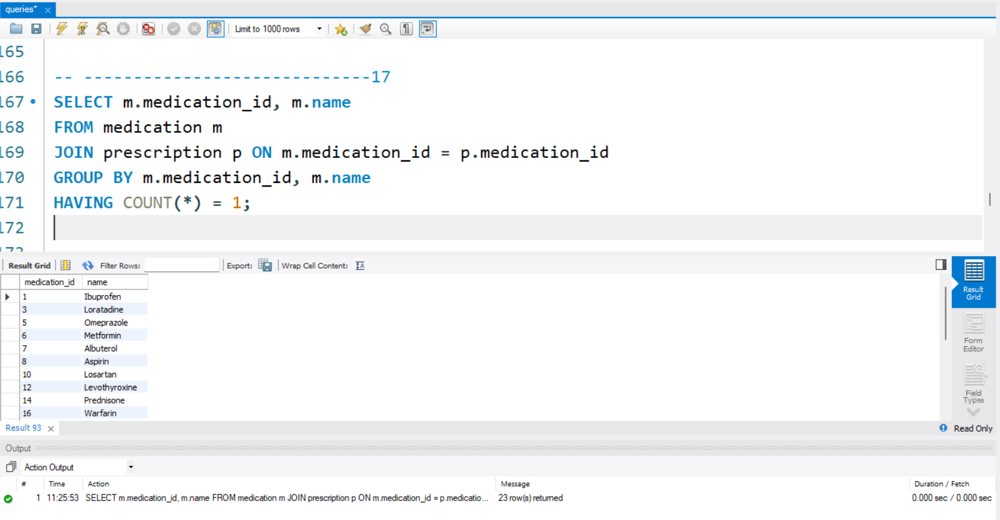 queries*
Limit to 1000 rows
165
166 -- -----------------------------17
167 SELECT m.medication_id, m.name
168 FROM medication m
169 JOIN prescription p ON m.medication_id = p.medication_id
170 GROUP BY m.medication_id, m.name
171 HAVING COUNT(*) = 1;
172
173
Result Grid Filter Rows: Export: Wrap Cell Content:
medication_id name
1 Ibuprofen
3 Loratadine
5 Omeprazole
6 Metformin
7 Albuterol
8 Aspirin
10 Losartan
12 Levothyroxine
14 Prednisone
16 Warfarin
Result
Grid
Form
Editor
Field
Types
Result 93 Read Only
Output
Action Output
# Time Action Message Duration / Fetch
1 11:25:53 SELECT m.medication_id, m.name FROM medication m JOIN prescription p ON m.medication_id = p.medicatio... 23 row(s) returned 0.000 sec / 0.000 sec